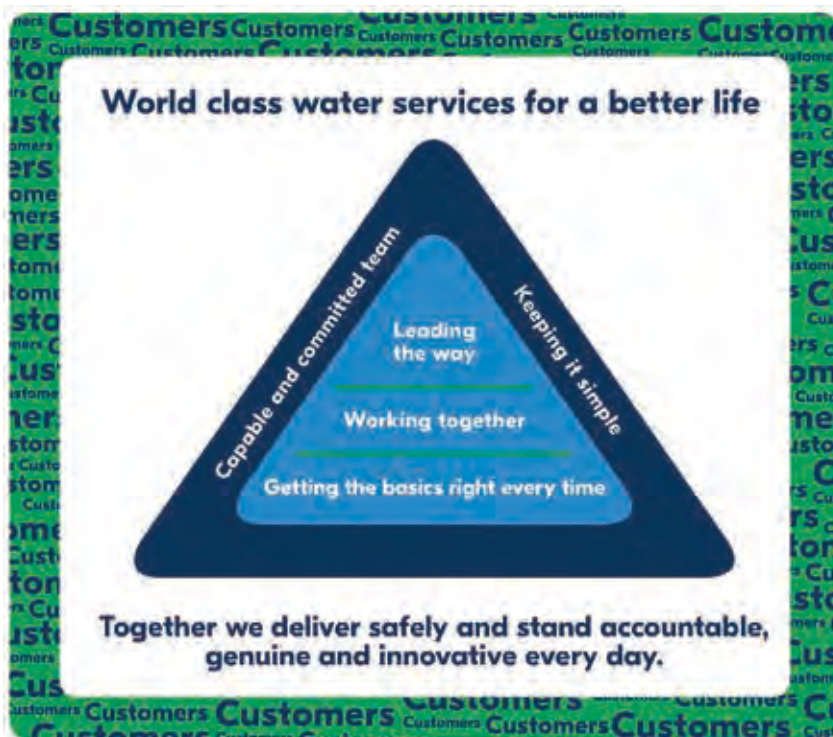 World class water services for a better life
Capable and committed team
Keeping it simple
Leading
the way
Working together
Getting the basics right every time
Together we deliver safely and stand accountable,
genuine and innovative every day.
Customers Customers Customers Customers Customers
Customers Customers Customers Customers